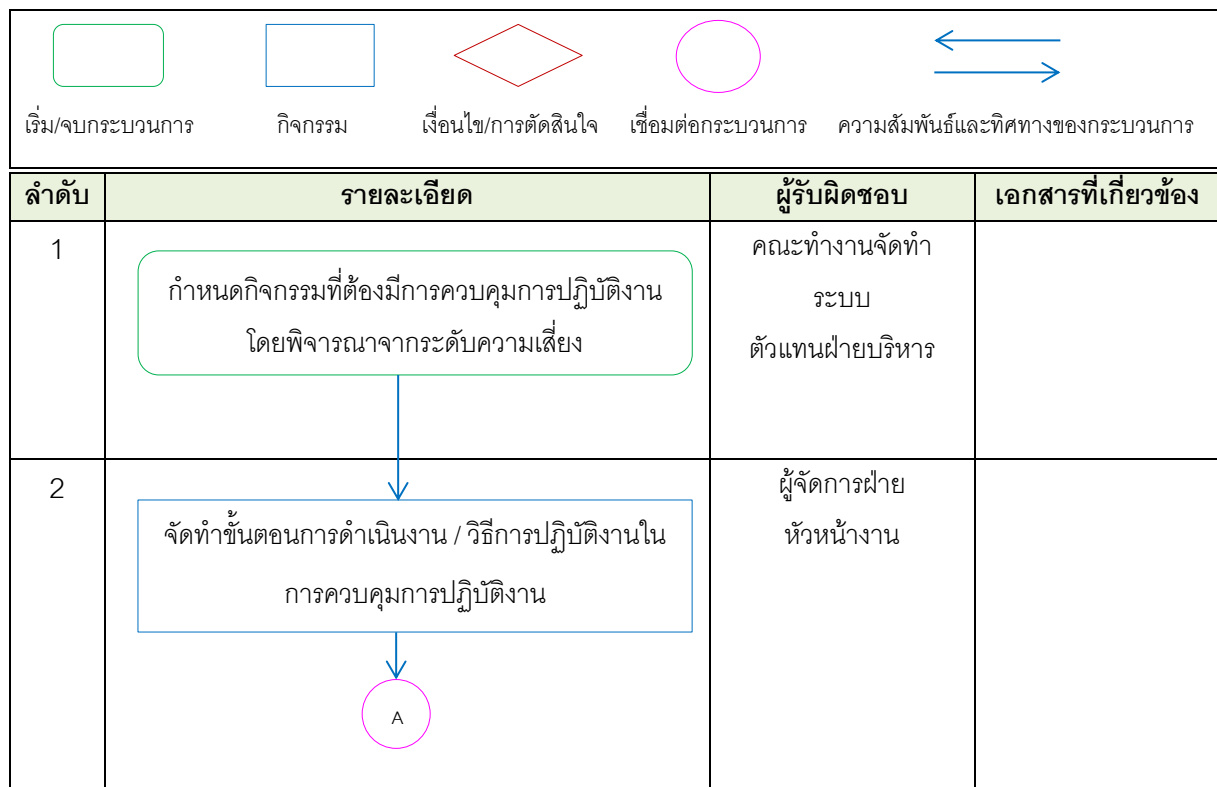 เริ่ม/จบกระบวนการ กิจกรรม เงื่อนไข/การตัดสินใจ เชื่อมต่อกระบวนการ ความสัมพันธ์และทิศทางของกระบวนการ
ลำดับ รายละเอียด ผู้รับผิดชอบ เอกสารที่เกี่ยวข้อง
1
กำหนดกิจกรรมที่ต้องมีการควบคุมการปฏิบัติงาน
โดยพิจารณาจากระดับความเสี่ยง
คณะทำงานจัดทำ
ระบบ
ตัวแทนฝ่ายบริหาร
2
จัดทำขั้นตอนการดำเนินงาน / วิธีการปฏิบัติงานใน
การควบคุมการปฏิบัติงาน
A
ผู้จัดการฝ่าย
หัวหน้างาน